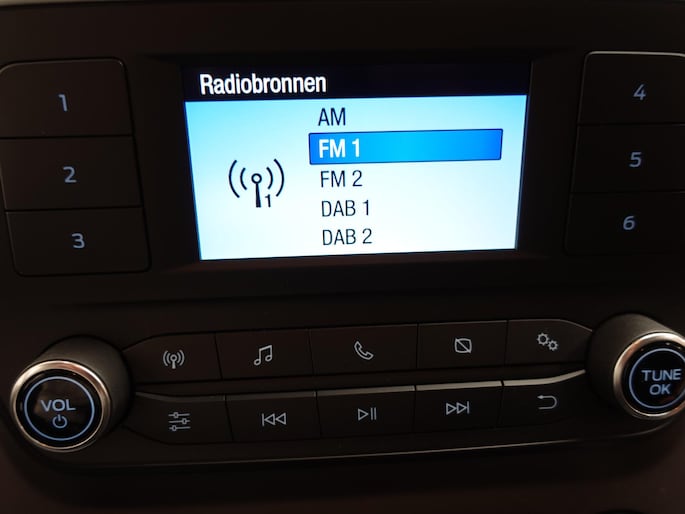 Radiobronnen
1
AM
4
FM 1
2
FM 2
5
1
DAB 1
3
DAB 2
6
VOL
TUNE
OK